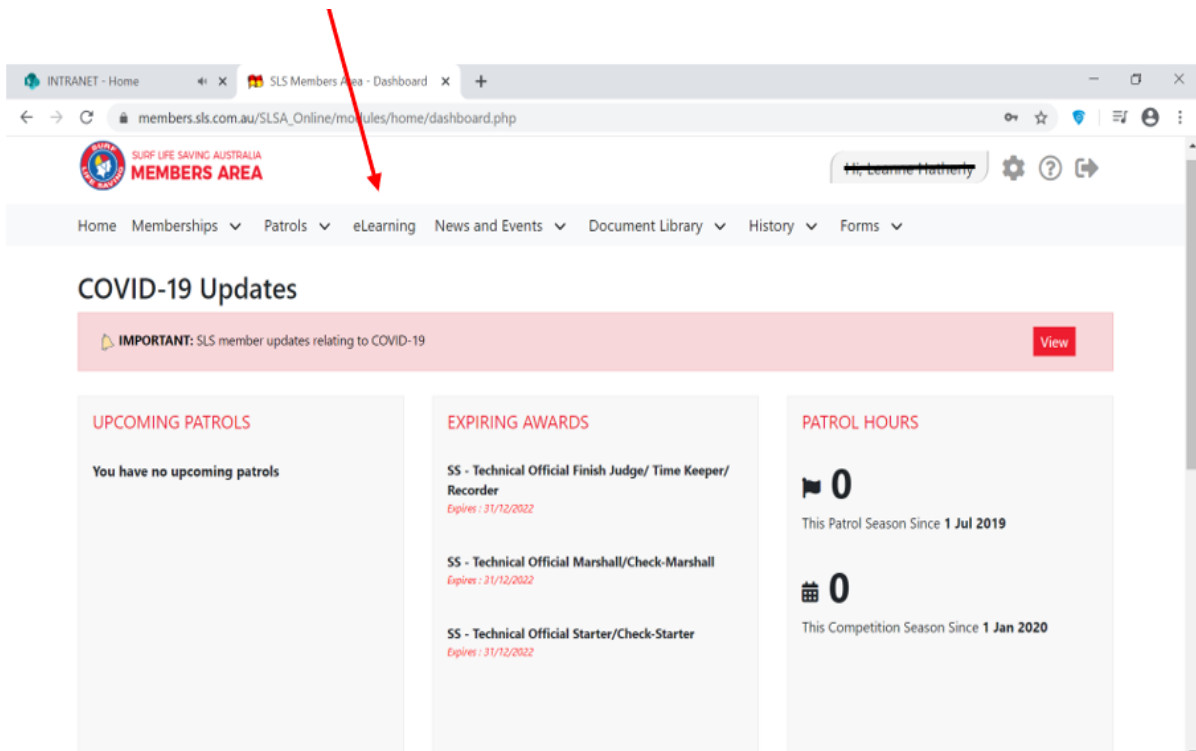 INTRANET - Home
SLS Members Area - Dashboard
members.sls.com.au/SLSA_Online/modules/home/dashboard.php
SURF LIFE SAVING
SURF LIFE SAVING AUSTRALIA
MEMBERS AREA
Home Memberships Patrols eLearning News and Events Document Library History Forms
COVID-19 Updates
IMPORTANT: SLS member updates relating to COVID-19
View
UPCOMING PATROLS
You have no upcoming patrols
EXPIRING AWARDS
SS - Technical Official Finish Judge/ Time Keeper/
Recorder
Expires : 31/12/2022
SS - Technical Official Marshall/Check-Marshall
Expires : 31/12/2022
SS - Technical Official Starter/Check-Starter
Expires : 31/12/2022
PATROL HOURS
0
This Patrol Season Since 1 Jul 2019
0
This Competition Season Since 1 Jan 2020